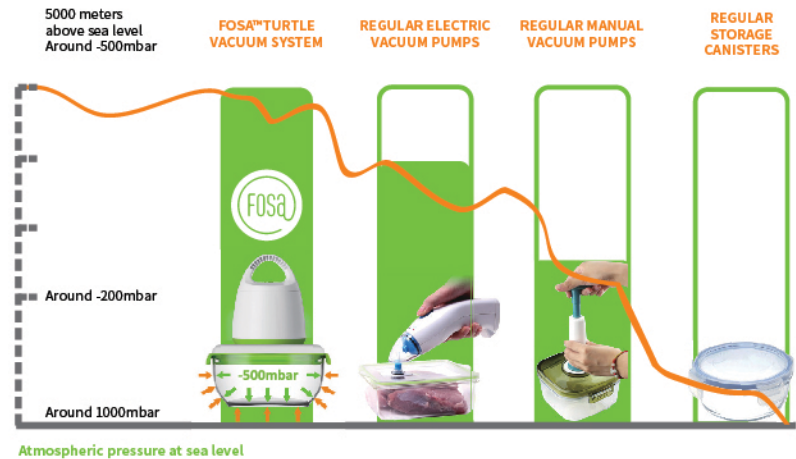 5000 meters
above sea level
Around -500mbar
FOSA™TURTLE
VACUUM SYSTEM
REGULAR ELECTRIC
VACUUM PUMPS
REGULAR MANUAL
VACUUM PUMPS
REGULAR
STORAGE
CANISTERS
FOSa
Around -200mbar
-500mbar
Around 1000mbar
Atmospheric pressure at sea level